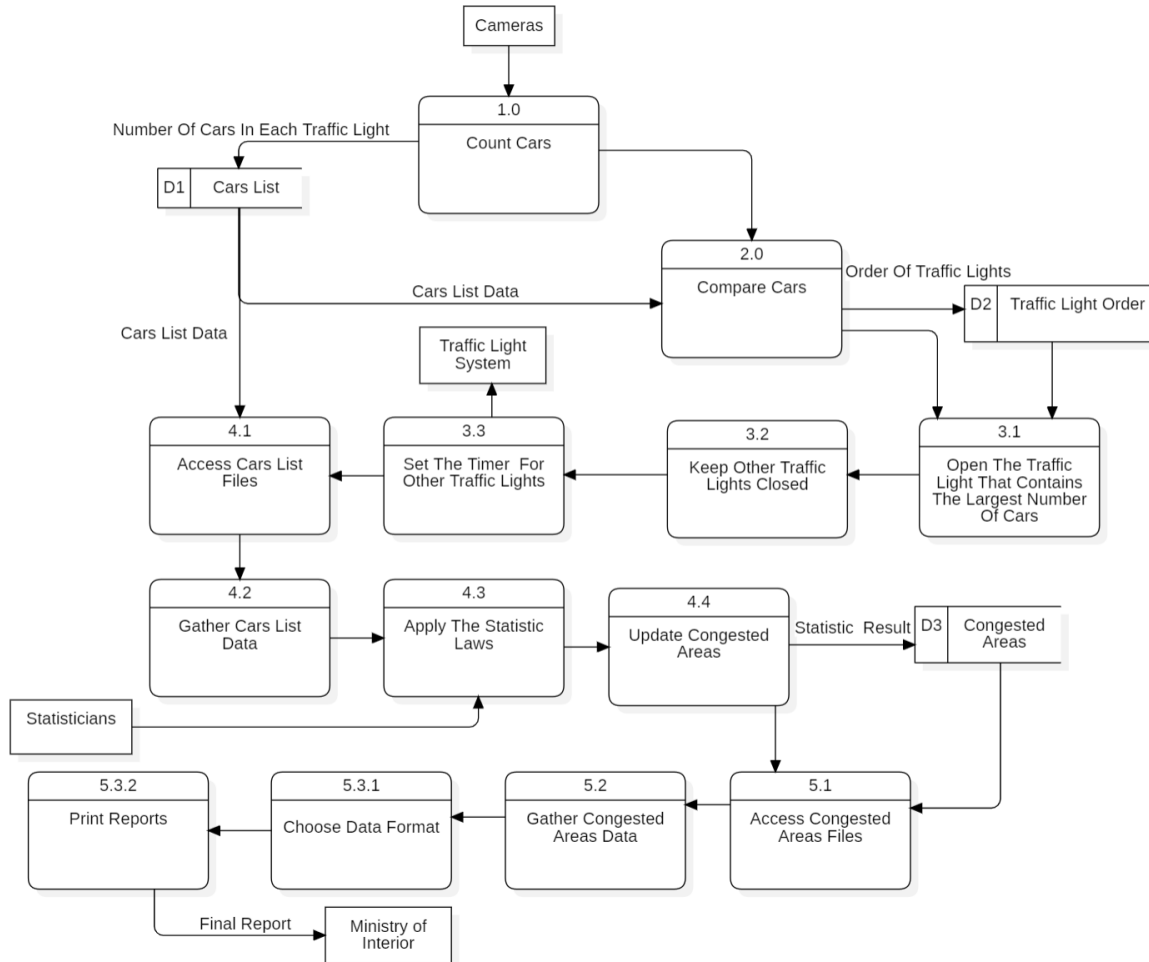 Cameras
1.0
Count Cars
Number Of Cars In Each Traffic Light
D1
Cars List
2.0
Compare Cars
Order Of Traffic Lights
D2
Traffic Light Order
Cars List Data
Cars List Data
Traffic Light
System
4.1
Access Cars List
Files
3.3
Set The Timer  For
Other Traffic Lights
3.2
Keep Other Traffic
Lights Closed
3.1
Open The Traffic
Light That Contains
The Largest Number
Of Cars
4.2
Gather Cars List
Data
4.3
Apply The Statistic
Laws
4.4
Update Congested
Areas
Statistic  Result
D3
Congested
Areas
Statisticians
5.3.2
Print Reports
5.3.1
Choose Data Format
5.2
Gather Congested
Areas Data
5.1
Access Congested
Areas Files
Final Report
Ministry of
Interior